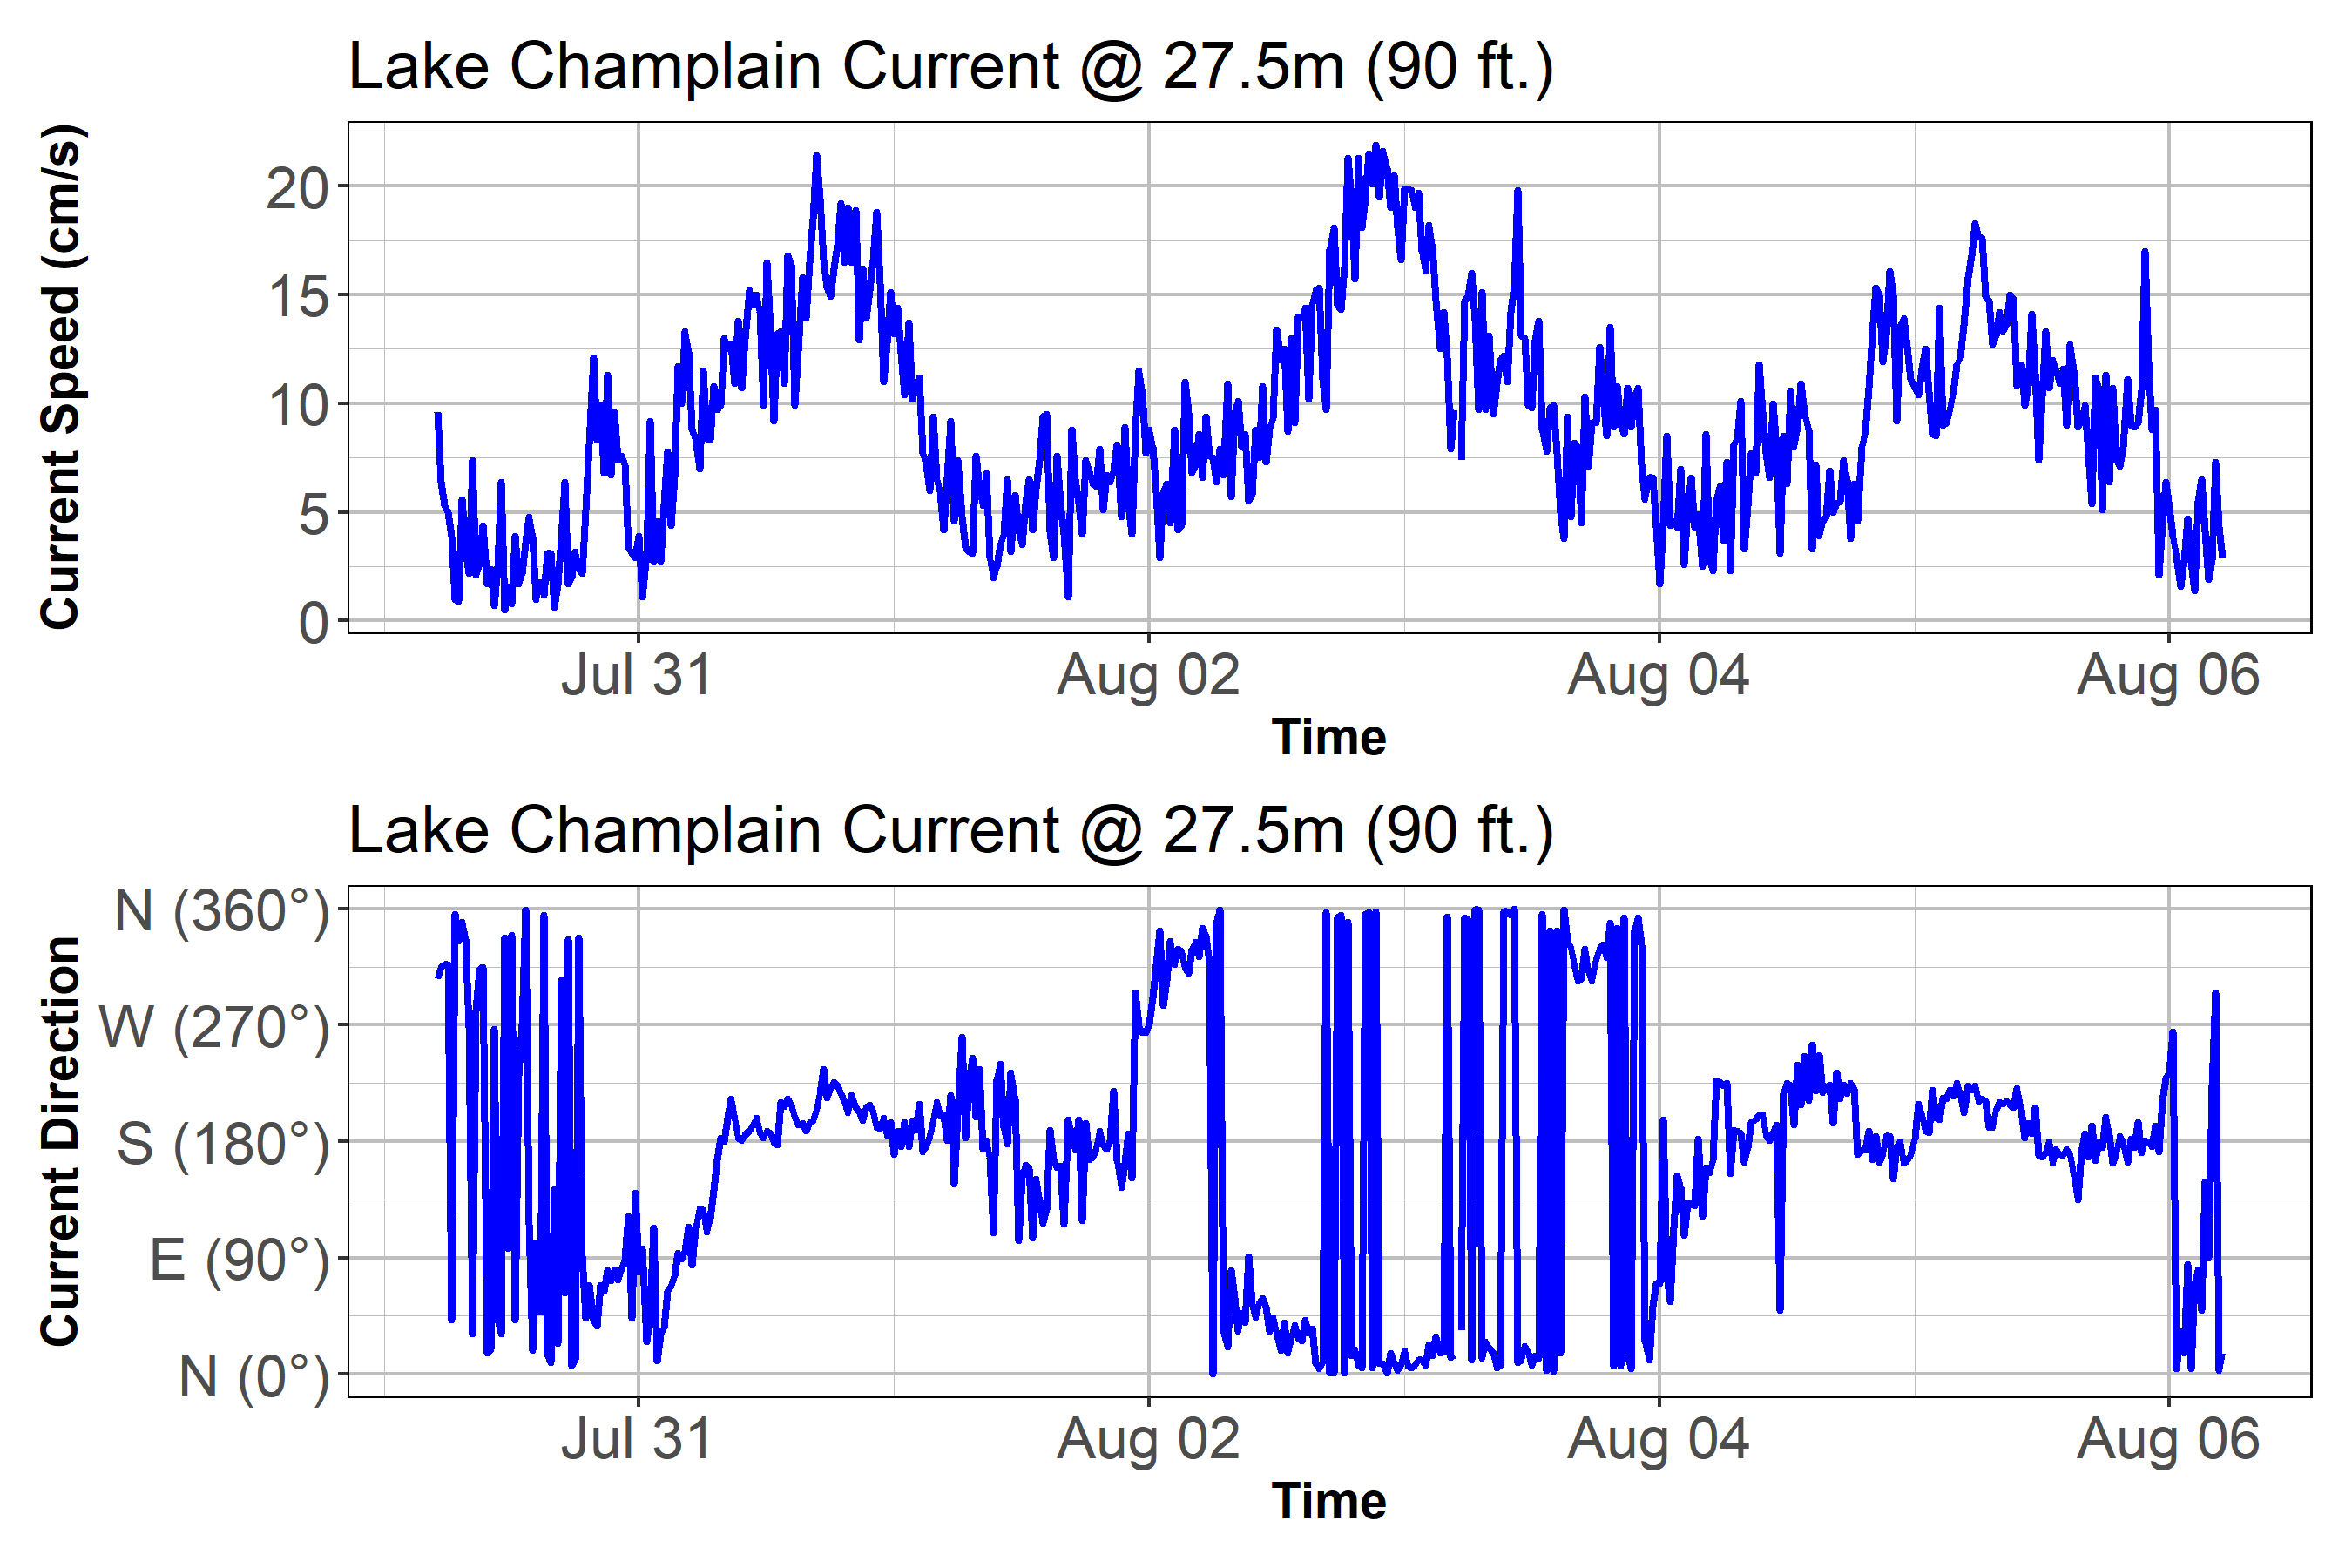 Lake Champlain Current @ 27.5m (90 ft.)
Current Speed (cm/s)
20
15
10
5
0
Jul 31 Aug 02 Aug 04 Aug 06
Time
Lake Champlain Current @ 27.5m (90 ft.)
Current Direction
N (360°)
W (270°)
S (180°)
E (90°)
N (0°)
Jul 31 Aug 02 Aug 04 Aug 06
Time